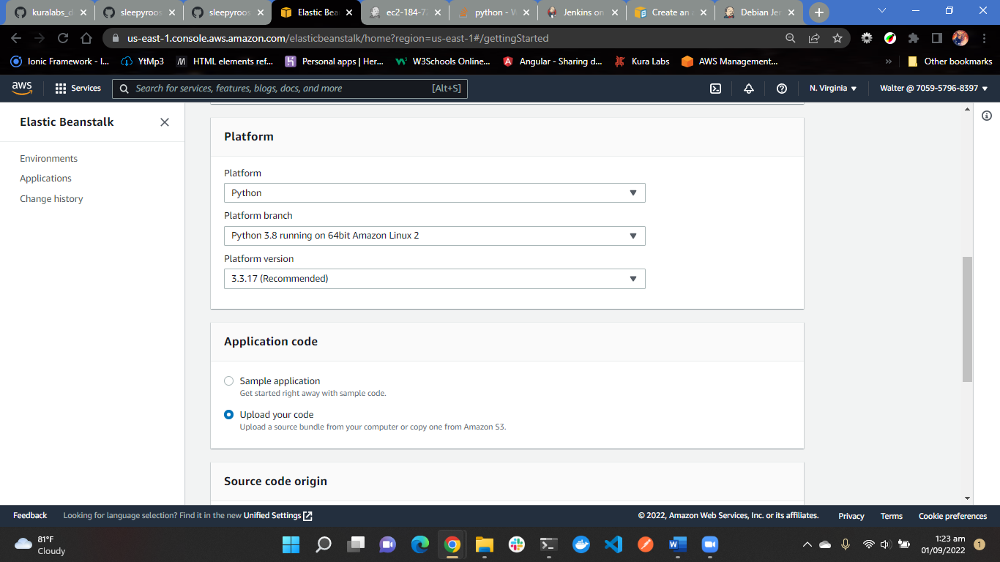 kuralabs_d
sleepyroos
sleepyroos
Elastic Bea
ec2-184-7
python - W
Jenkins on
Create an
Debian Jer
us-east-1.console.aws.amazon.com/elasticbeanstalk/home?region=us-east-1#/gettingStarted
Ionic Framework - I...
YtMp3
HTML elements ref...
Personal apps | Her...
W3Schools Online...
Angular - Sharing d...
Kura Labs
AWS Management...
»
Other bookmarks
aws
Services
Search for services, features, blogs, docs, and more
[Alt+S]
N. Virginia
Walter @ 7059-5796-8397
Elastic Beanstalk
Environments
Applications
Change history
Platform
Platform
Python
Platform branch
Python 3.8 running on 64bit Amazon Linux 2
Platform version
3.3.17 (Recommended)
Application code
Sample application
Get started right away with sample code.
Upload your code
Upload a source bundle from your computer or copy one from Amazon S3.
Source code origin
Feedback
Looking for language selection? Find it in the new Unified Settings
© 2022, Amazon Web Services, Inc. or its affiliates.
Privacy
Terms
Cookie preferences
81°F
Cloudy
1:23 am
01/09/2022
1